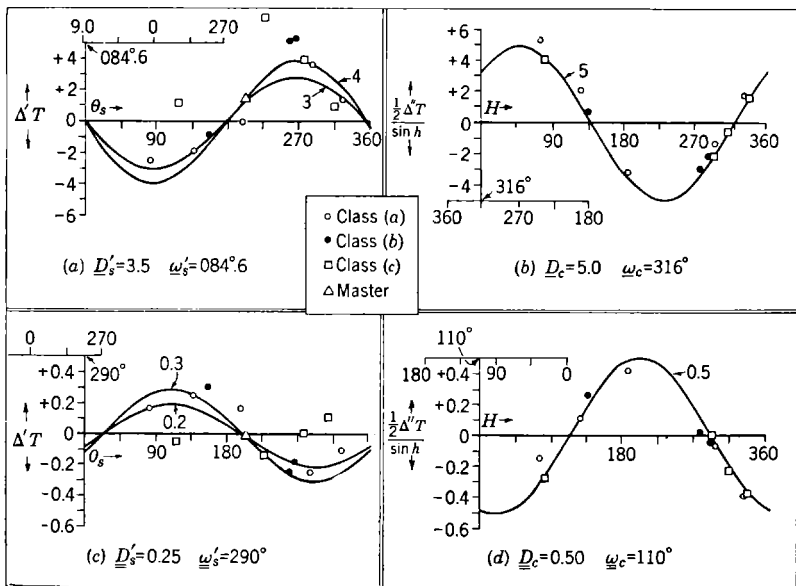 9.0 0 270
084°.6
+4
+2
0
−2
−4
−6
Δ′T
θs
90 180 270 360
3
4
(a) D′s=3.5 ω′s=084°.6
+6
+4
+2
0
−2
−4
½Δ″T
sin h
H
90 180 270 360
5
316°
360 270 180
(b) Dc=5.0 ωc=316°
Class (a)
Class (b)
Class (c)
Master
0 270
290°
+0.4
+0.2
0
−0.2
−0.4
−0.6
Δ′T
θs
90 180 270 360
0.3
0.2
(c) D′s=0.25 ω′s=290°
110°
180 90 0
+0.4
+0.2
0
−0.2
−0.4
−0.6
½Δ″T
sin h
H
180 360
0.5
(d) Dc=0.50 ωc=110°